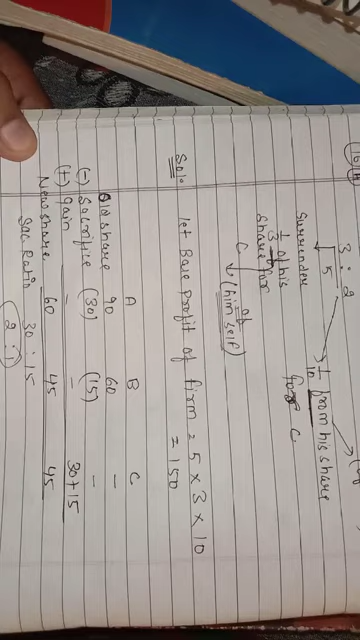 3 : 2
5
1/10 from his share
for C
Surrender
1/3 of his
share for
C
(him self)
Sol:
let Base Profit of firm = 5 x 3 x 10
= 150
A B C
Old share 90 60 -
(-) Sacrifice (30) (15) -
(+) gain - - 30+15
New share 60 45 45
Sac Ratio 30 : 15
2 : 1